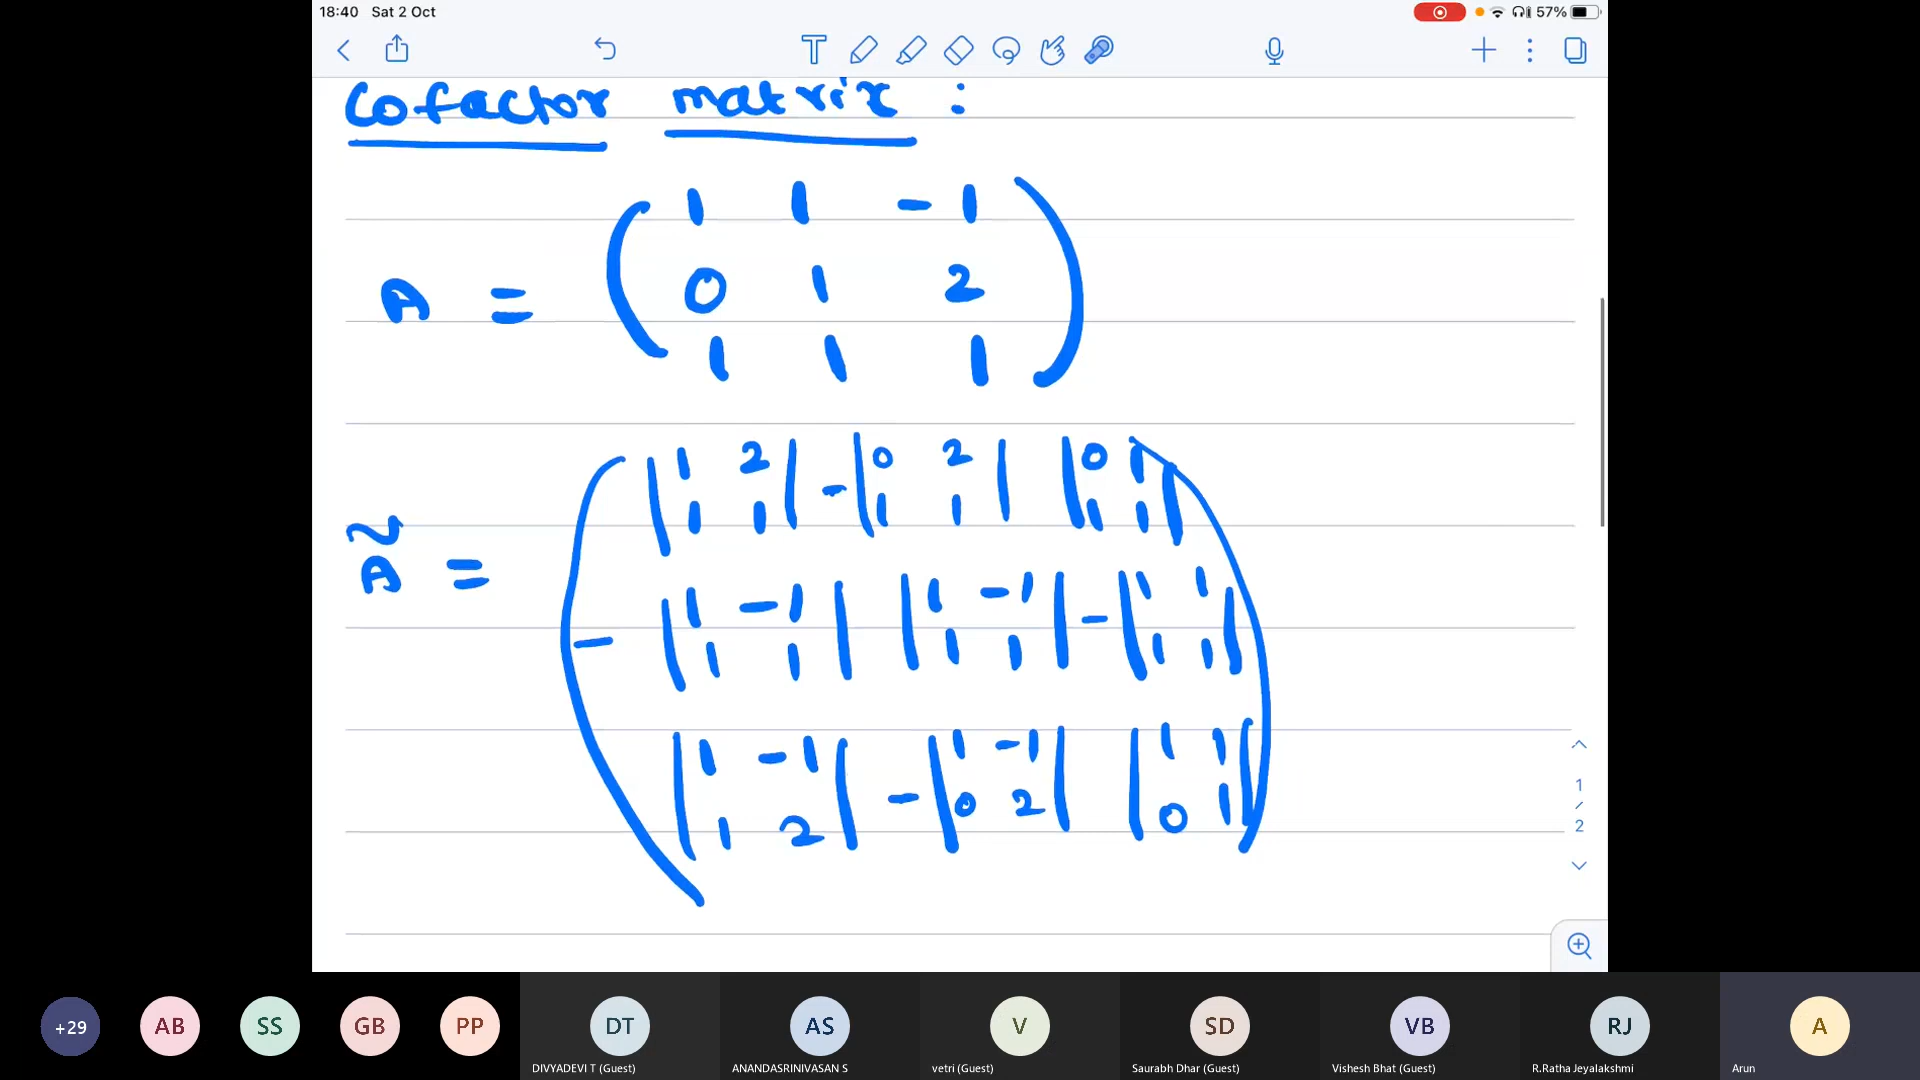 18:40 Sat 2 Oct 57%
T
Cofactor matrix :
1 1 -1
A = 0 1 2
1 1 1
|1 2| -|0 2| |0 1|
|1 1| |1 1| |1 1|
Ã =
- |1 -1| |1 -1| - |1 1|
|1 1| |1 1| |1 1|
|1 -1| - |1 -1| |1 1|
|1 2| |0 2| |0 1|
1
/
2
+29 AB SS GB PP DT AS V SD VB RJ A
DIVYADEVI T (Guest) ANANDASRINIVASAN S vetri (Guest) Saurabh Dhar (Guest) Vishesh Bhat (Guest) R.Ratha Jeyalakshmi Arun